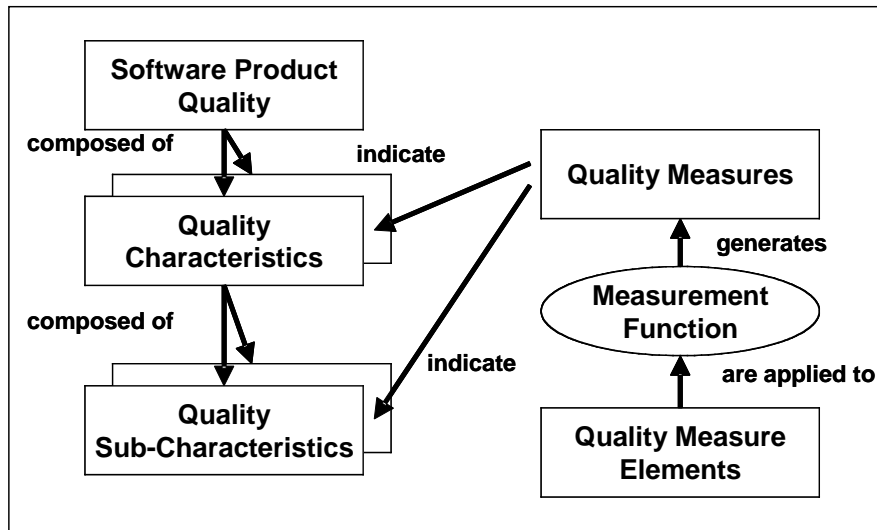 Software Product
Quality
composed of
indicate
Quality Measures
Quality
Characteristics
generates
Measurement
Function
composed of
indicate
are applied to
Quality
Sub-Characteristics
Quality Measure
Elements